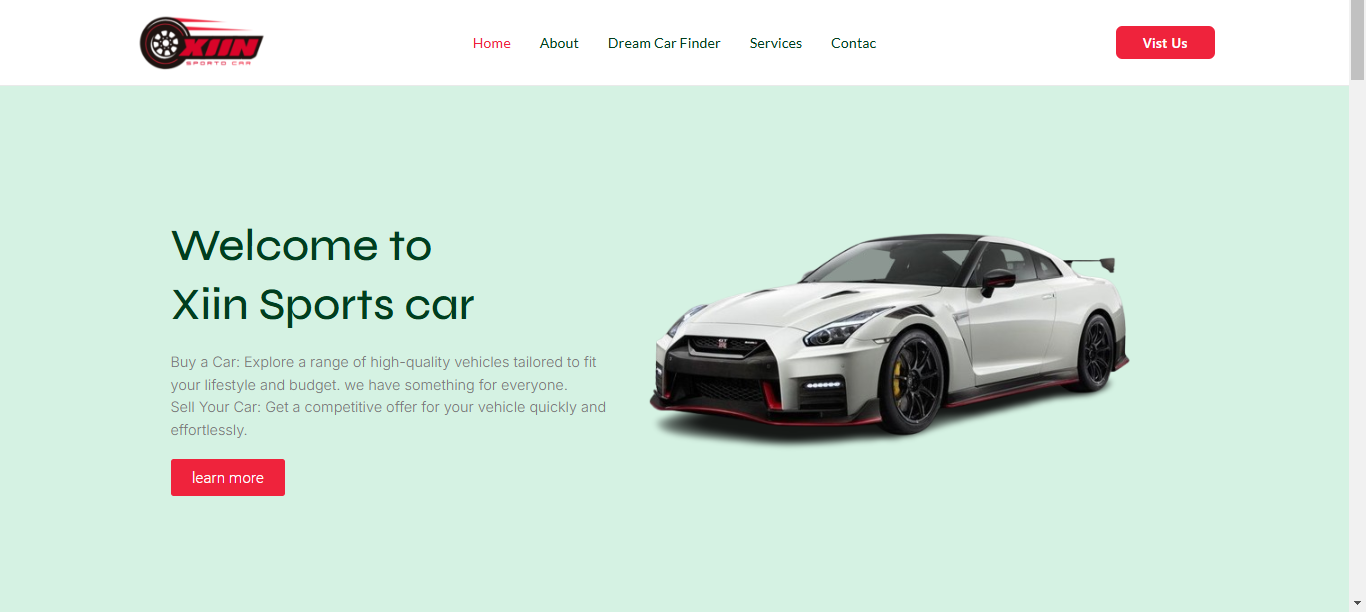 XIIN
SPORTO CAR
Home About Dream Car Finder Services Contac
Vist Us
Welcome to
Xiin Sports car
Buy a Car: Explore a range of high-quality vehicles tailored to fit
your lifestyle and budget. we have something for everyone.
Sell Your Car: Get a competitive offer for your vehicle quickly and
effortlessly.
learn more